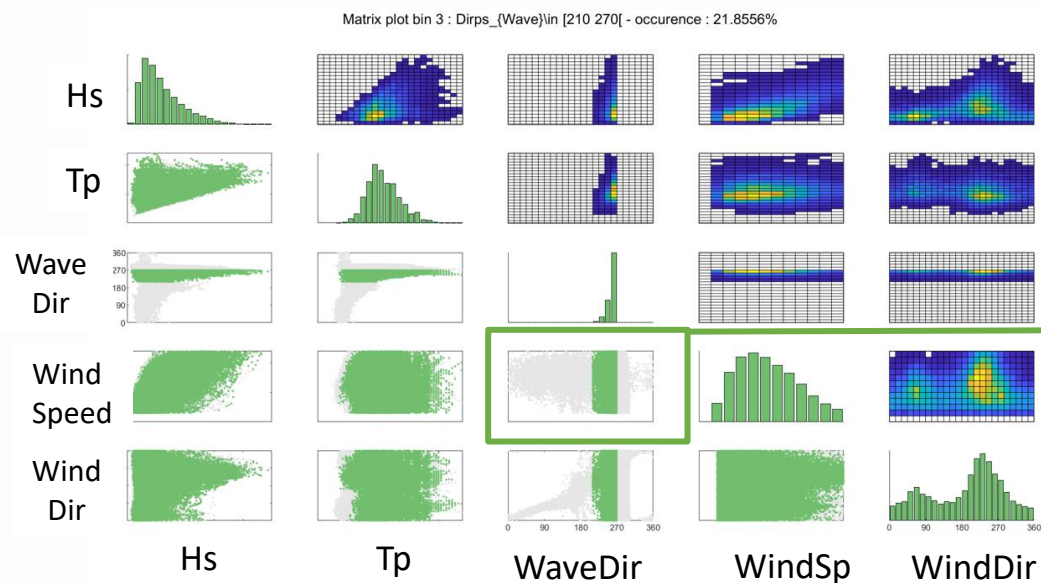 Matrix plot bin 3 : Dirps_{Wave}\in [210 270[ - occurence : 21.8556%
Hs
Tp
Wave
Dir
360
270
180
90
0
Wind
Speed
Wind
Dir
0 90 180 270 360
0 90 180 270 360
Hs Tp WaveDir WindSp WindDir